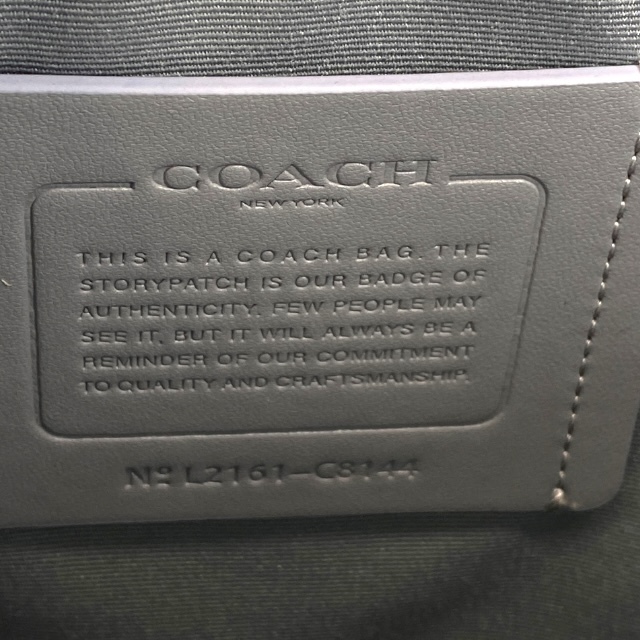 COACH
NEW YORK
THIS IS A COACH BAG. THE
STORYPATCH IS OUR BADGE OF
AUTHENTICITY. FEW PEOPLE MAY
SEE IT, BUT IT WILL ALWAYS BE A
REMINDER OF OUR COMMITMENT
TO QUALITY AND CRAFTSMANSHIP.
Nº L2161-C8144